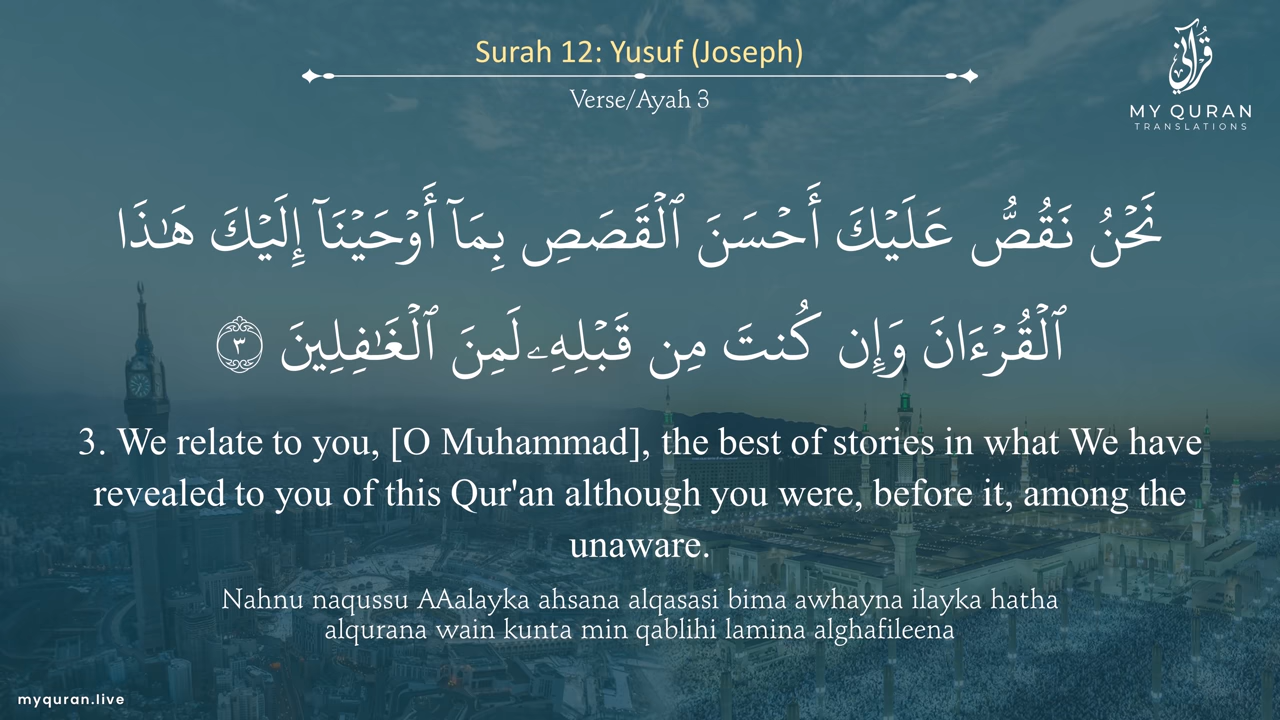 Surah 12: Yusuf (Joseph)
Verse/Ayah 3
قرآني
MY QURAN
TRANSLATIONS
نَحْنُ نَقُصُّ عَلَيْكَ أَحْسَنَ ٱلْقَصَصِ بِمَآ أَوْحَيْنَآ إِلَيْكَ هَـٰذَا
ٱلْقُرْءَانَ وَإِن كُنتَ مِن قَبْلِهِۦ لَمِنَ ٱلْغَـٰفِلِينَ ٣
3. We relate to you, [O Muhammad], the best of stories in what We have
revealed to you of this Qur'an although you were, before it, among the
unaware.
Nahnu naqussu AAalayka ahsana alqasasi bima awhayna ilayka hatha
alqurana wain kunta min qablihi lamina alghafileena
myquran.live